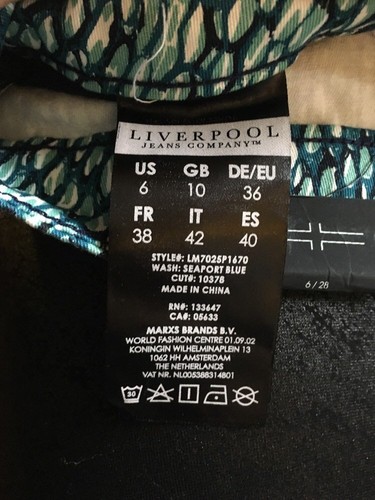 LIVERPOOL
JEANS COMPANY™
US GB DE/EU
6 10 36
FR IT ES
38 42 40
STYLE#: LM7025P1670
WASH: SEAPORT BLUE
CUT#: 10378
MADE IN CHINA
RN#: 133647
CA#: 05633
MARXS BRANDS B.V.
WORLD FASHION CENTRE 01.09.02
KONINGIN WILHELMINAPLEIN 13
1062 HH AMSTERDAM
THE NETHERLANDS
VAT NR. NL005388314801
30
6 / 28